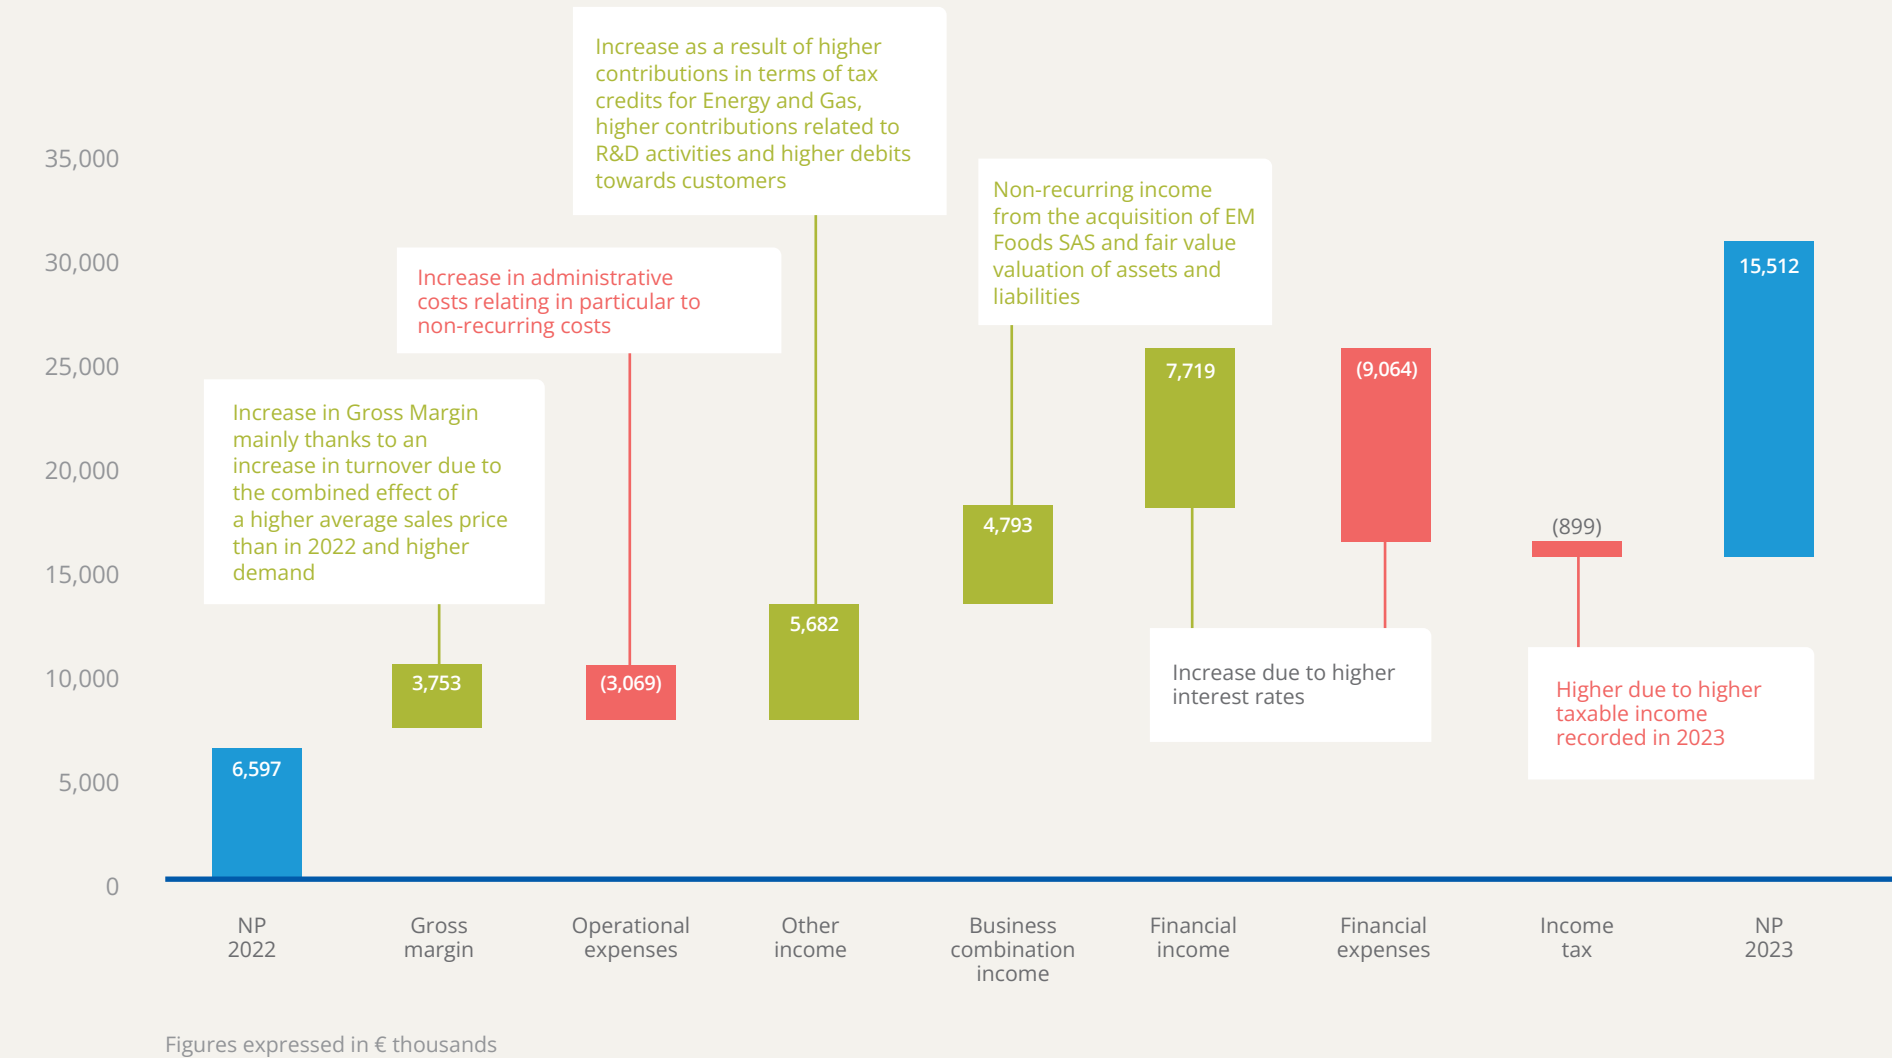 35,000
30,000
25,000
20,000
15,000
10,000
5,000
0
Increase in Gross Margin
mainly thanks to an
increase in turnover due to
the combined effect of
a higher average sales price
than in 2022 and higher
demand
Increase in administrative
costs relating in particular to
non-recurring costs
Increase as a result of higher
contributions in terms of tax
credits for Energy and Gas,
higher contributions related to
R&D activities and higher debits
towards customers
Non-recurring income
from the acquisition of EM
Foods SAS and fair value
valuation of assets and
liabilities
Increase due to higher
interest rates
Higher due to higher
taxable income
recorded in 2023
6,597
3,753
(3,069)
5,682
4,793
7,719
(9,064)
(899)
15,512
NP
2022
Gross
margin
Operational
expenses
Other
income
Business
combination
income
Financial
income
Financial
expenses
Income
tax
NP
2023
Figures expressed in € thousands